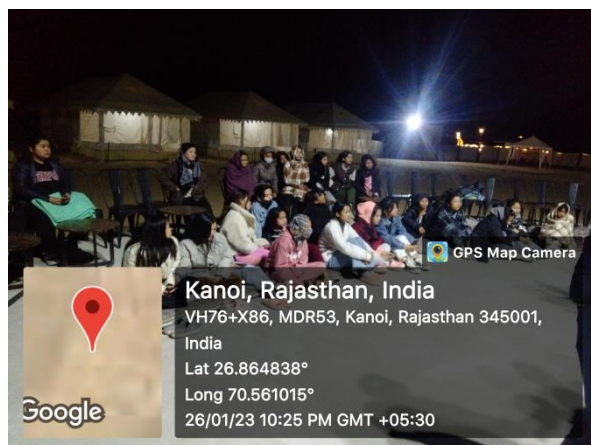 GPS Map Camera
Kanoi, Rajasthan, India
VH76+X86, MDR53, Kanoi, Rajasthan 345001,
India
Lat 26.864838°
Long 70.561015°
26/01/23 10:25 PM GMT +05:30
Google